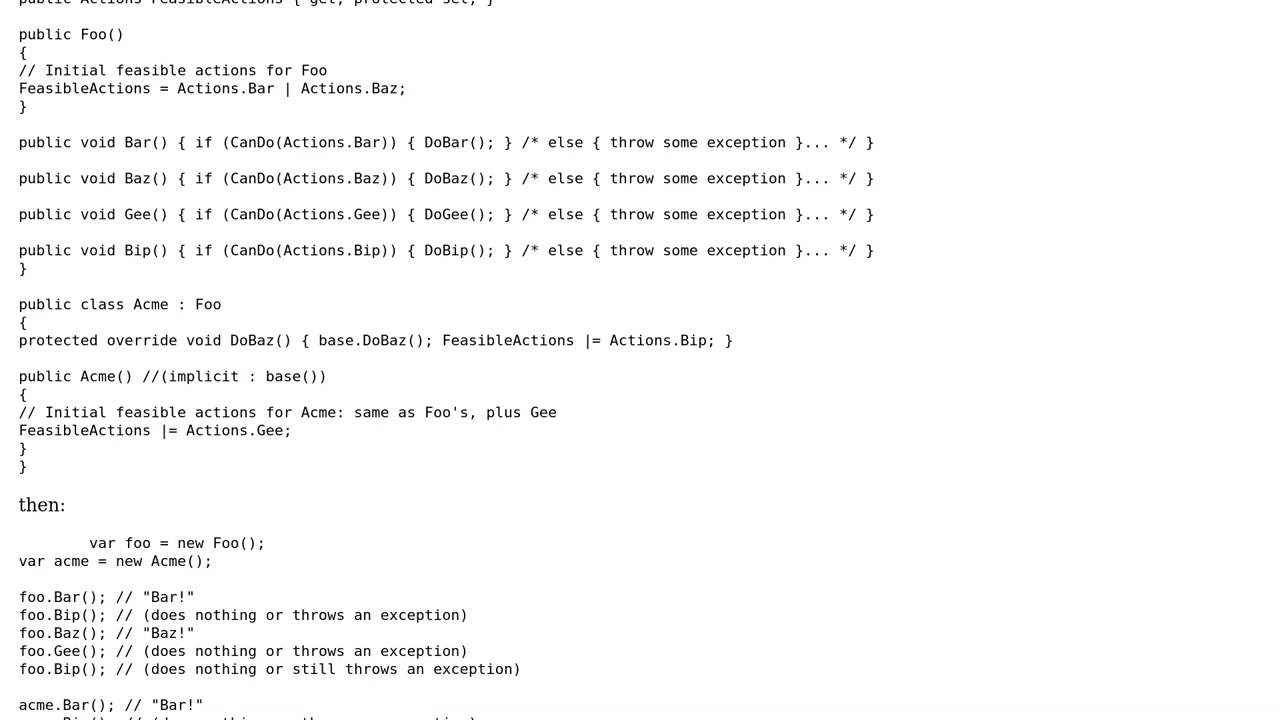 public Actions FeasibleActions { get; protected set; }
public Foo()
{
// Initial feasible actions for Foo
FeasibleActions = Actions.Bar | Actions.Baz;
}
public void Bar() { if (CanDo(Actions.Bar)) { DoBar(); } /* else { throw some exception }... */ }
public void Baz() { if (CanDo(Actions.Baz)) { DoBaz(); } /* else { throw some exception }... */ }
public void Gee() { if (CanDo(Actions.Gee)) { DoGee(); } /* else { throw some exception }... */ }
public void Bip() { if (CanDo(Actions.Bip)) { DoBip(); } /* else { throw some exception }... */ }
}
public class Acme : Foo
{
protected override void DoBaz() { base.DoBaz(); FeasibleActions |= Actions.Bip; }
public Acme() //(implicit : base())
{
// Initial feasible actions for Acme: same as Foo's, plus Gee
FeasibleActions |= Actions.Gee;
}
}
then:
var foo = new Foo();
var acme = new Acme();
foo.Bar(); // "Bar!"
foo.Bip(); // (does nothing or throws an exception)
foo.Baz(); // "Baz!"
foo.Gee(); // (does nothing or throws an exception)
foo.Bip(); // (does nothing or still throws an exception)
acme.Bar(); // "Bar!"